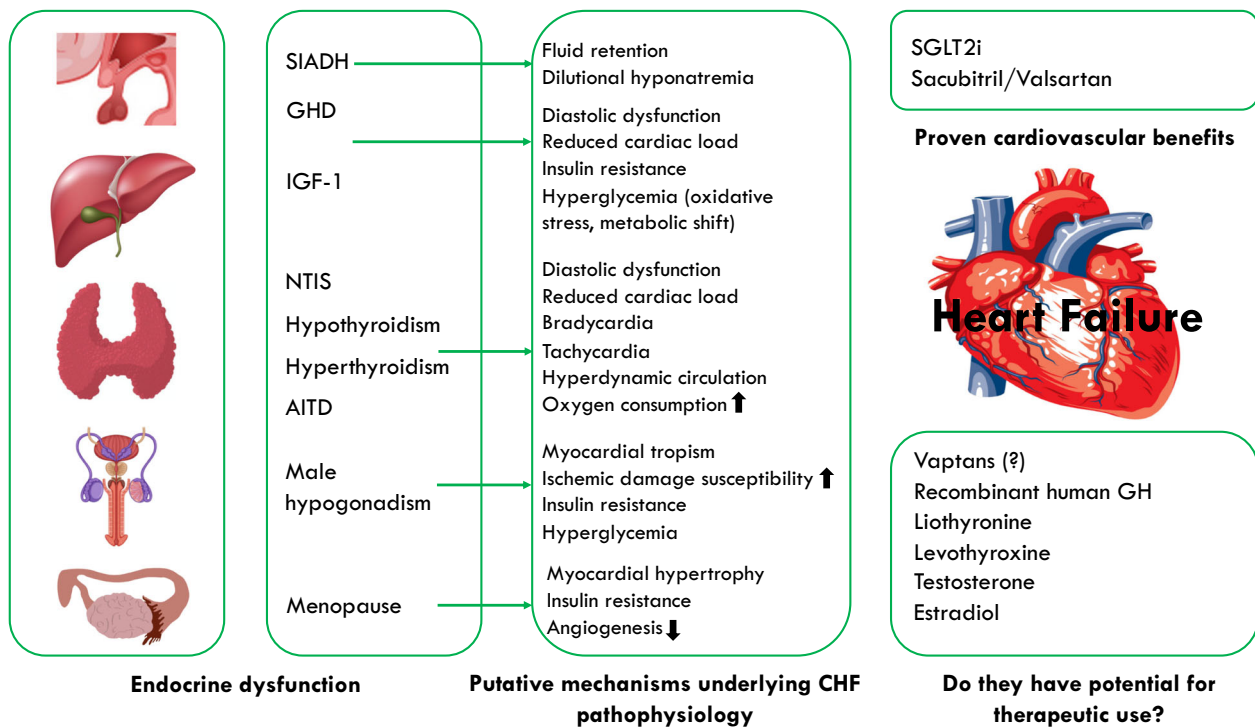 SIADH
GHD
IGF-1
NTIS
Hypothyroidism
Hyperthyroidism
AITD
Male
hypogonadism
Menopause
Endocrine dysfunction
Fluid retention
Dilutional hyponatremia
Diastolic dysfunction
Reduced cardiac load
Insulin resistance
Hyperglycemia (oxidative
stress, metabolic shift)
Diastolic dysfunction
Reduced cardiac load
Bradycardia
Tachycardia
Hyperdynamic circulation
Oxygen consumption
Myocardial tropism
Ischemic damage susceptibility
Insulin resistance
Hyperglycemia
Myocardial hypertrophy
Insulin resistance
Angiogenesis
Putative mechanisms underlying CHF
pathophysiology
SGLT2i
Sacubitril/Valsartan
Proven cardiovascular benefits
Heart Failure
Vaptans (?)
Recombinant human GH
Liothyronine
Levothyroxine
Testosterone
Estradiol
Do they have potential for
therapeutic use?